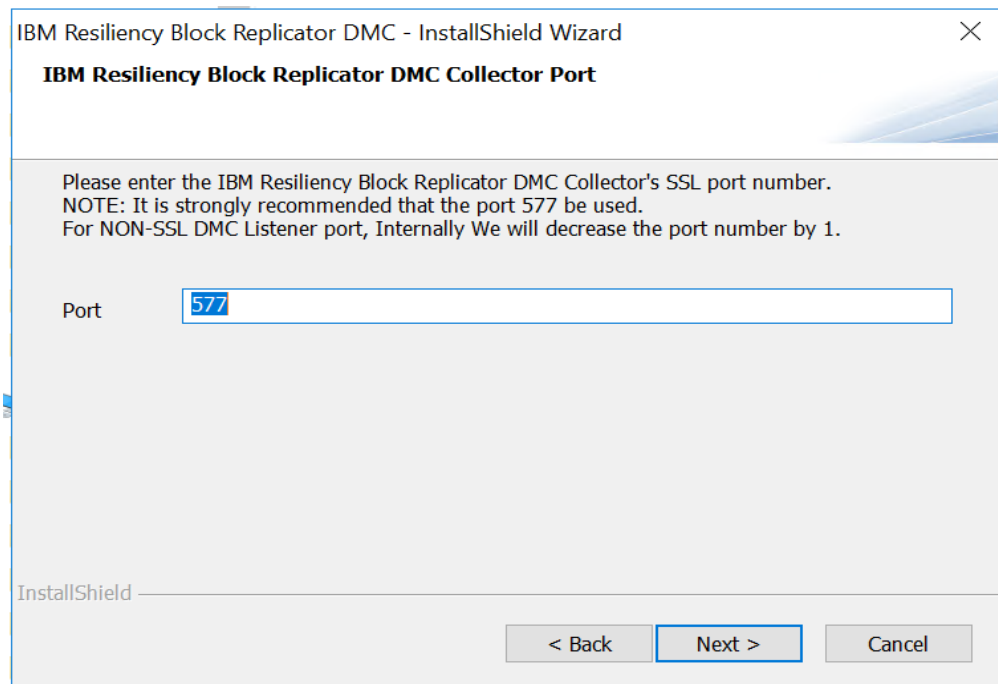 IBM Resiliency Block Replicator DMC - InstallShield Wizard
IBM Resiliency Block Replicator DMC Collector Port
Please enter the IBM Resiliency Block Replicator DMC Collector's SSL port number.
NOTE: It is strongly recommended that the port 577 be used.
For NON-SSL DMC Listener port, Internally We will decrease the port number by 1.
Port 577
InstallShield
< Back Next > Cancel